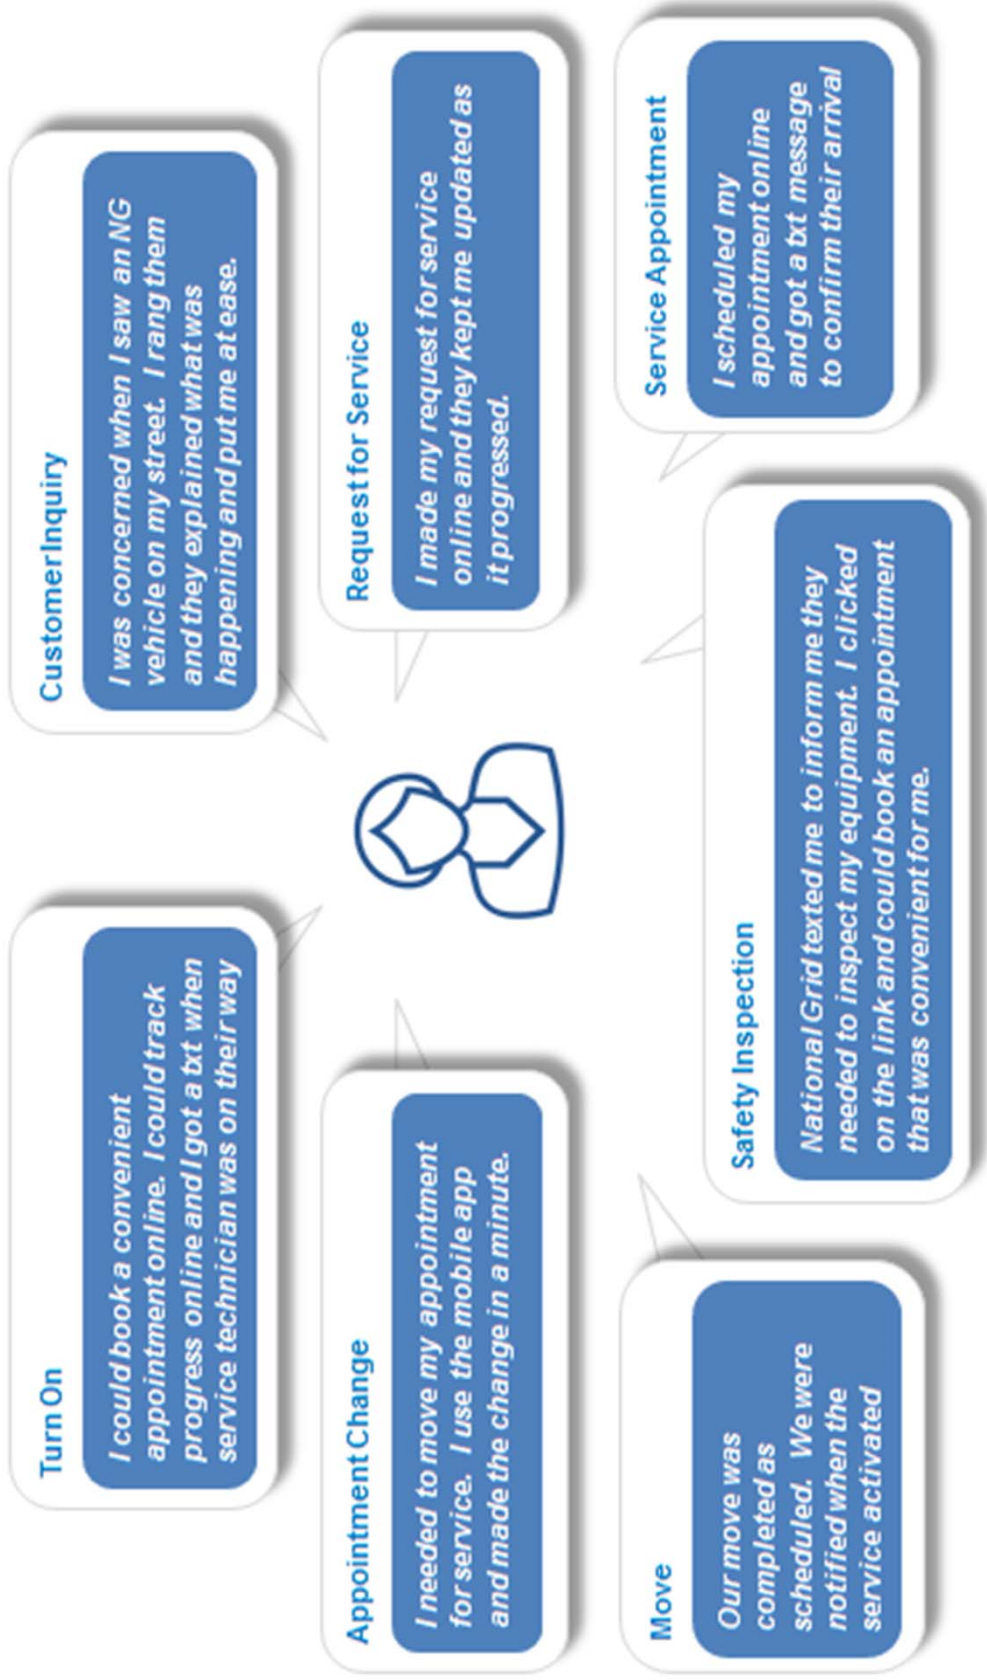 Turn On
I could book a convenient
appointment online.  I could track
progress online and I got a txt when
service technician was on their way
Customer Inquiry
I was concerned when I saw an NG
vehicle on my street.  I rang them
and they explained what was
happening and put me at ease.
Appointment Change
I needed to move my appointment
for service.  I use the mobile app
and made the change in a minute.
Request for Service
I made my request for service
online and they kept me updated as
it progressed.
Move
Our move was
completed as
scheduled.  We were
notified when the
service activated
Safety Inspection
National Grid texted me to inform me they
needed to inspect my equipment.  I clicked
on the link and could book an appointment
that was convenient for me.
Service Appointment
I scheduled my
appointment online
and got a txt message
to confirm their arrival